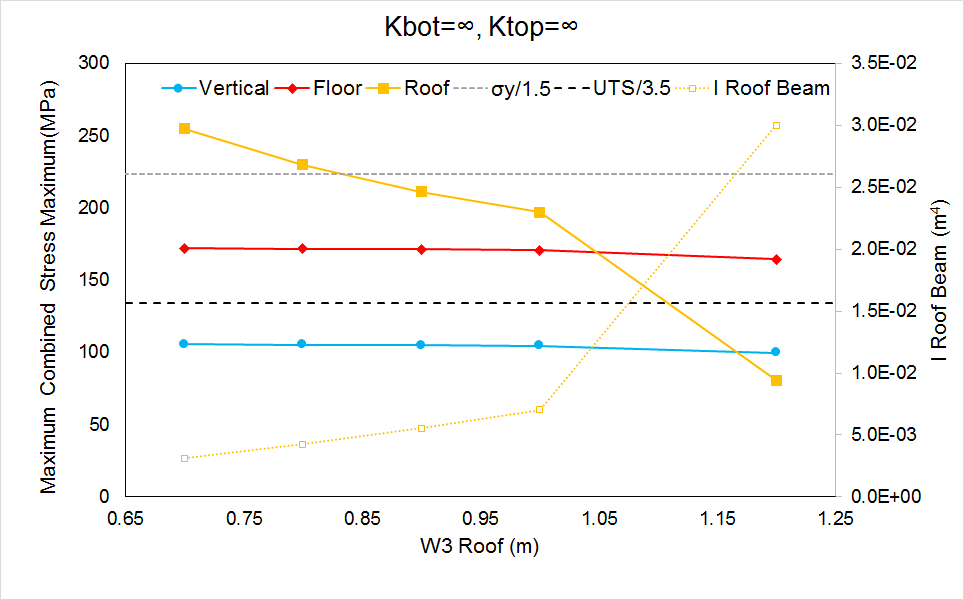 Kbot=∞, Ktop=∞
Vertical Floor Roof σy/1.5 UTS/3.5 I Roof Beam
Maximum Combined Stress Maximum(MPa)
300
250
200
150
100
50
0
3.5E-02
3.0E-02
2.5E-02
2.0E-02
1.5E-02
1.0E-02
5.0E-03
0.0E+00
I Roof Beam (m⁴)
0.65 0.75 0.85 0.95 1.05 1.15 1.25
W3 Roof (m)